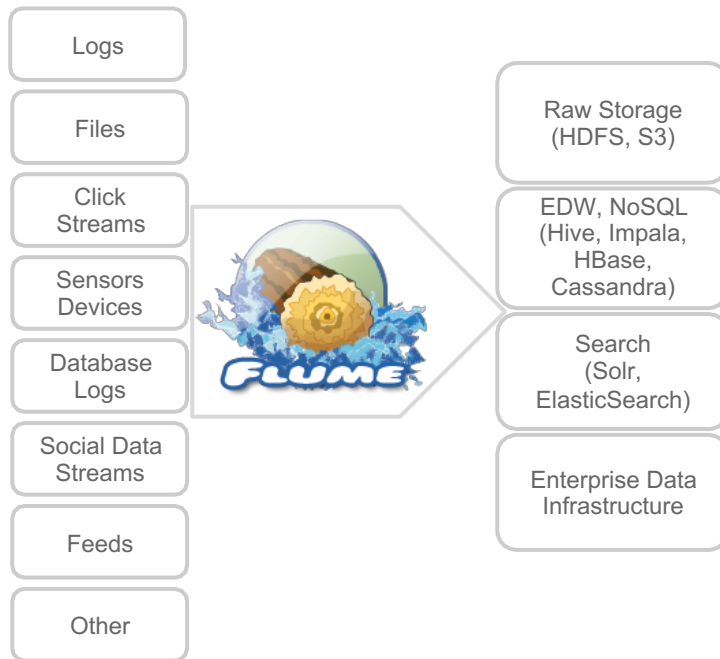 Logs
Files
Click
Streams
Sensors
Devices
Database
Logs
Social Data
Streams
Feeds
Other
FLUME
Raw Storage
(HDFS, S3)
EDW, NoSQL
(Hive, Impala,
HBase,
Cassandra)
Search
(Solr,
ElasticSearch)
Enterprise Data
Infrastructure